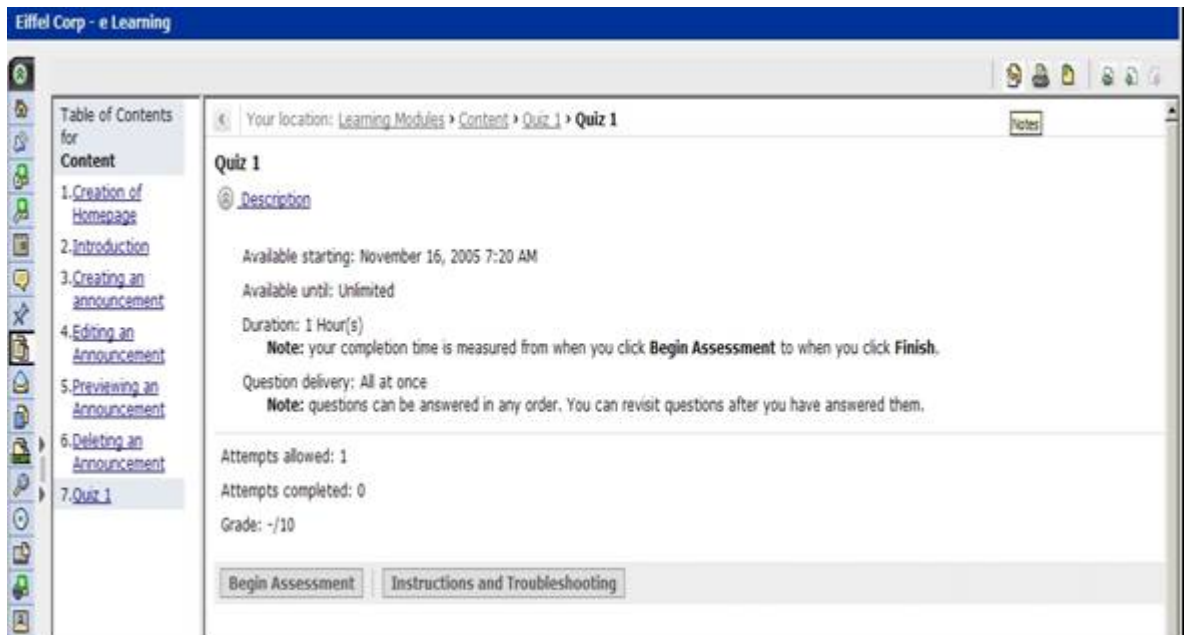 Eiffel Corp - e Learning
Table of Contents
for
Content
1.Creation of
Homepage
2.Introduction
3.Creating an
announcement
4.Editing an
Announcement
5.Previewing an
Announcement
6.Deleting an
Announcement
7.Quiz 1
Your location: Learning Modules › Content › Quiz 1 › Quiz 1
Notes
Quiz 1
Description
Available starting: November 16, 2005 7:20 AM
Available until: Unlimited
Duration: 1 Hour(s)
Note: your completion time is measured from when you click Begin Assessment to when you click Finish.
Question delivery: All at once
Note: questions can be answered in any order. You can revisit questions after you have answered them.
Attempts allowed: 1
Attempts completed: 0
Grade: -/10
Begin Assessment
Instructions and Troubleshooting